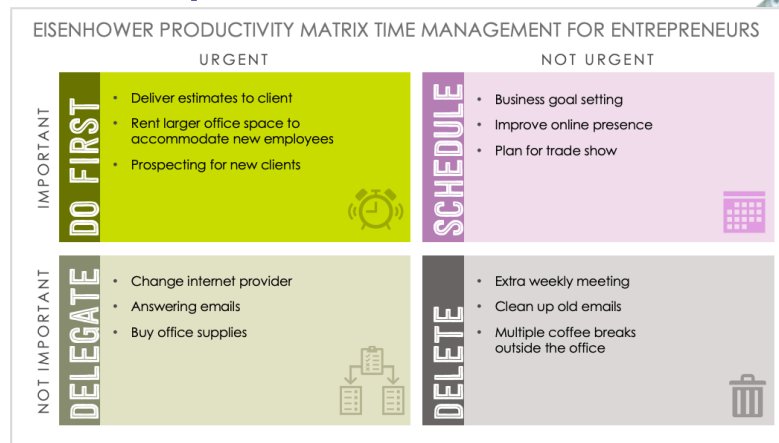 EISENHOWER PRODUCTIVITY MATRIX TIME MANAGEMENT FOR ENTREPRENEURS
URGENT
NOT URGENT
IMPORTANT
DO FIRST
• Deliver estimates to client
• Rent larger office space to
accommodate new employees
• Prospecting for new clients
SCHEDULE
• Business goal setting
• Improve online presence
• Plan for trade show
NOT IMPORTANT
DELEGATE
• Change internet provider
• Answering emails
• Buy office supplies
DELETE
• Extra weekly meeting
• Clean up old emails
• Multiple coffee breaks
outside the office